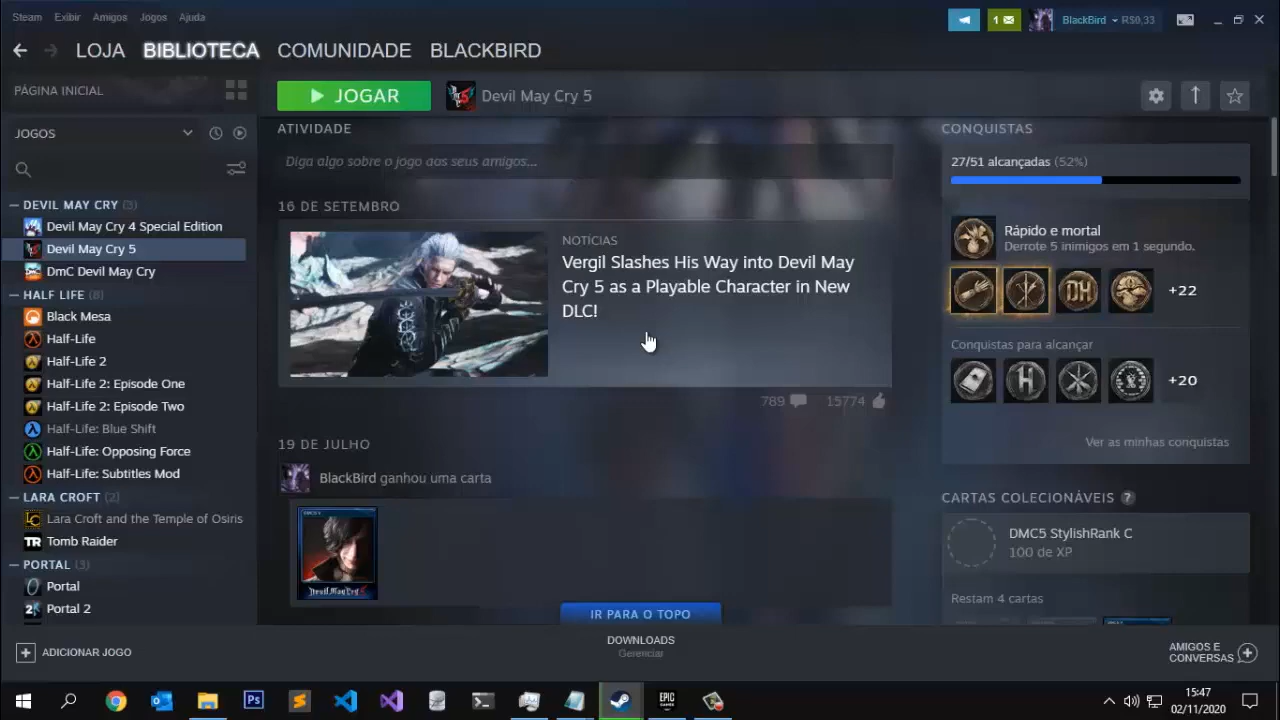 Steam Exibir Amigos Jogos Ajuda
1
BlackBird R$0,33
LOJA BIBLIOTECA COMUNIDADE BLACKBIRD
PÁGINA INICIAL
JOGAR
Devil May Cry 5
JOGOS
DEVIL MAY CRY (3)
Devil May Cry 4 Special Edition
Devil May Cry 5
DmC Devil May Cry
HALF LIFE (8)
Black Mesa
Half-Life
Half-Life 2
Half-Life 2: Episode One
Half-Life 2: Episode Two
Half-Life: Blue Shift
Half-Life: Opposing Force
Half-Life: Subtitles Mod
LARA CROFT (2)
Lara Croft and the Temple of Osiris
Tomb Raider
PORTAL (3)
Portal
Portal 2
ATIVIDADE
Diga algo sobre o jogo aos seus amigos...
16 DE SETEMBRO
NOTÍCIAS
Vergil Slashes His Way into Devil May
Cry 5 as a Playable Character in New
DLC!
789 15774
19 DE JULHO
BlackBird ganhou uma carta
Devil May Cry 5
IR PARA O TOPO
CONQUISTAS
27/51 alcançadas (52%)
Rápido e mortal
Derrote 5 inimigos em 1 segundo.
DH
+22
Conquistas para alcançar
H
+20
Ver as minhas conquistas
CARTAS COLECIONÁVEIS ?
DMC5 StylishRank C
100 de XP
Restam 4 cartas
ADICIONAR JOGO
DOWNLOADS
Gerenciar
AMIGOS E
CONVERSAS
Ps
EPIC
GAMES
15:47
02/11/2020